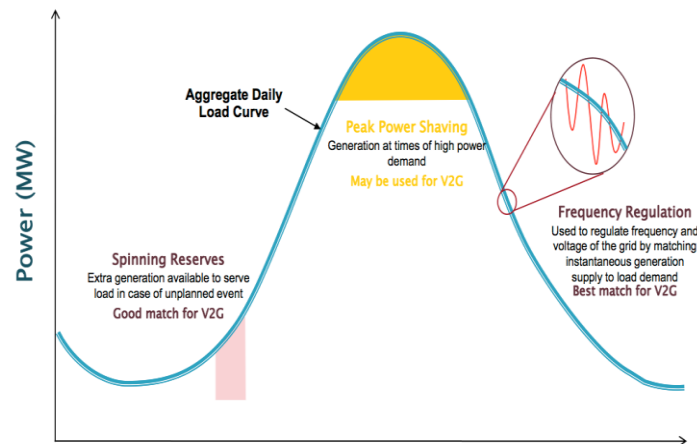 Power (MW)
Aggregate Daily
Load Curve
Peak Power Shaving
Generation at times of high power
demand
May be used for V2G
Spinning Reserves
Extra generation available to serve
load in case of unplanned event
Good match for V2G
Frequency Regulation
Used to regulate frequency and
voltage of the grid by matching
instantaneous generation
supply to load demand
Best match for V2G